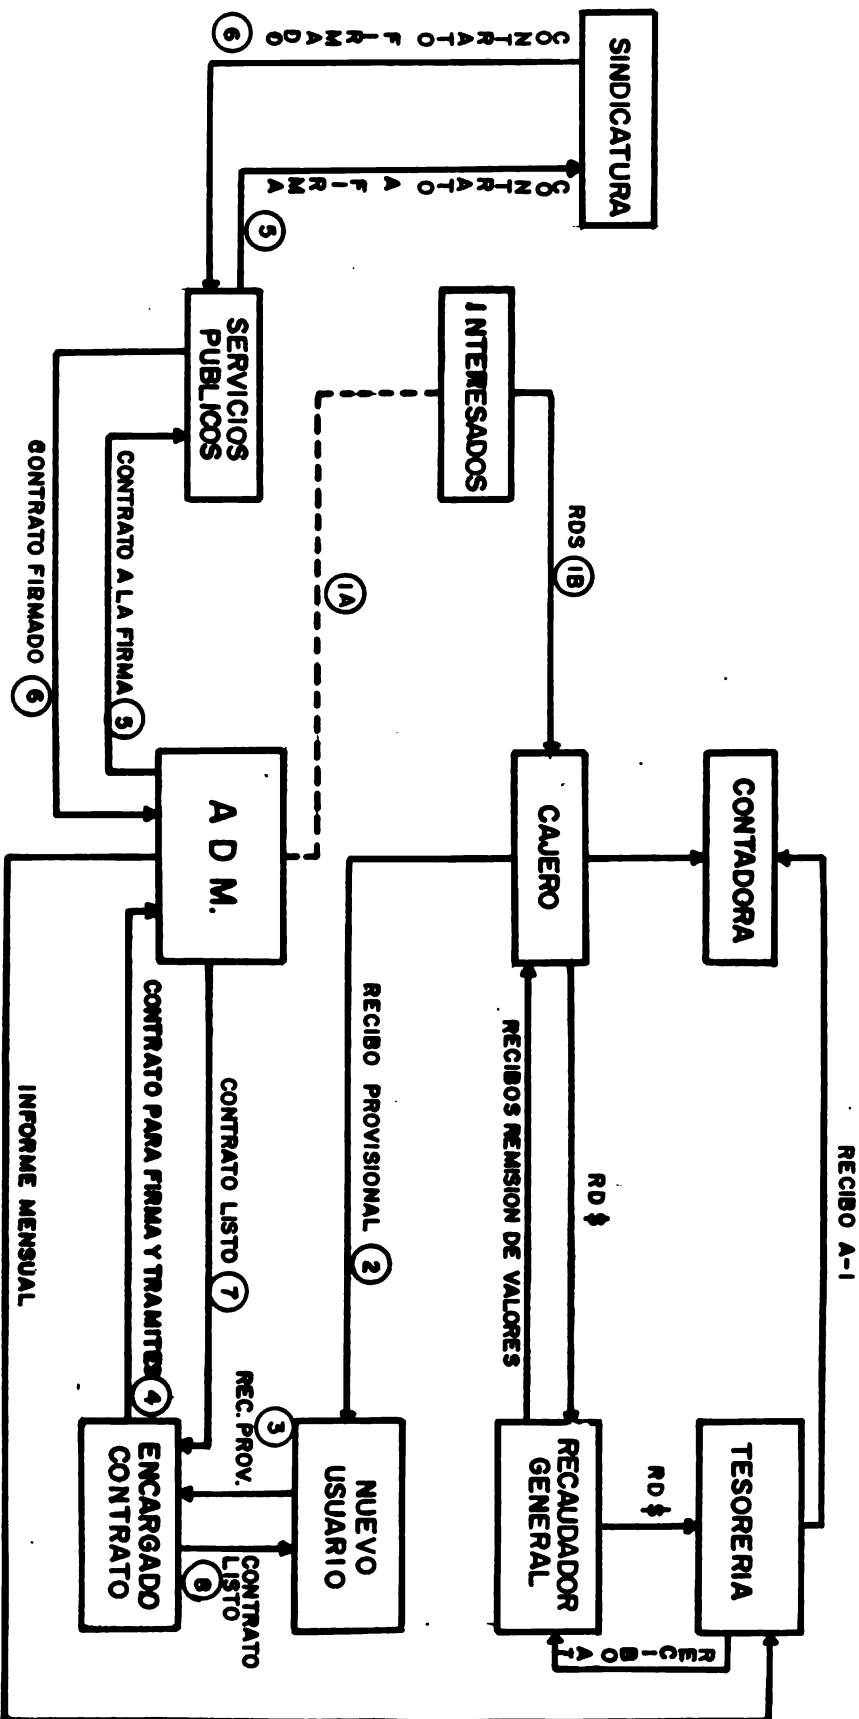 RECIBO A-I
CONTADORA
TESORERIA
RD$
RECIBO A I
SINDICATURA
INTERESADOS
RDS 1B
CAJERO
RD$
RECIBOS REMISION DE VALORES
RECAUDADOR
GENERAL
CONTRATO FIRMADO
6
CONTRATO A FIRMA
5
1A
RECIBO PROVISIONAL 2
NUEVO
USUARIO
SERVICIOS
PUBLICOS
A D M.
CONTRATO LISTO 7
3
REC. PROV.
CONTRATO
LISTO
8
CONTRATO A LA FIRMA 5
CONTRATO PARA FIRMA Y TRAMITES 4
ENCARGADO
CONTRATO
CONTRATO FIRMADO 6
INFORME MENSUAL